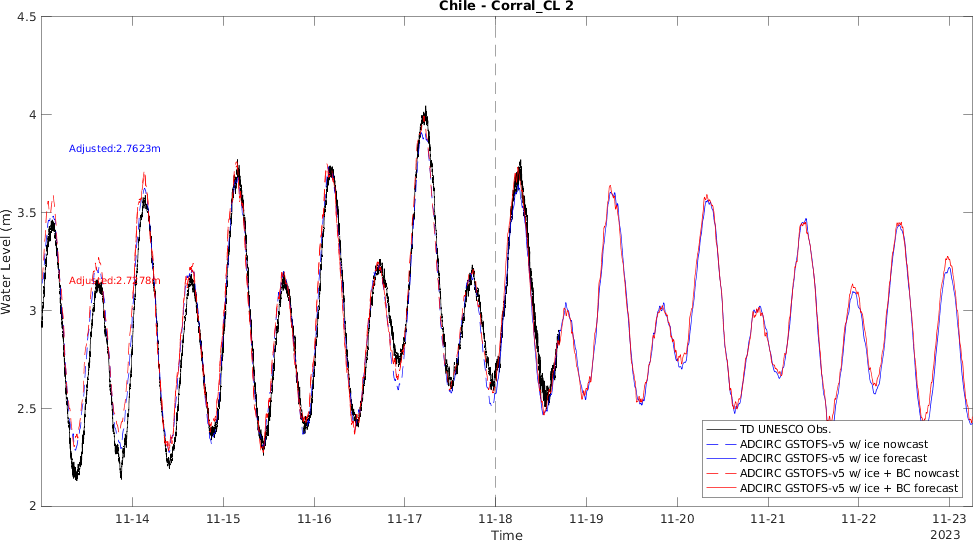 Chile - Corral_CL 2
Water Level (m)
4.5
4
3.5
3
2.5
2
Adjusted:2.7623m
TD UNESCO Obs.
ADCIRC GSTOFS-v5 w/ ice nowcast
ADCIRC GSTOFS-v5 w/ ice forecast
ADCIRC GSTOFS-v5 w/ ice + BC nowcast
ADCIRC GSTOFS-v5 w/ ice + BC forecast
11-14 11-15 11-16 11-17 11-18 11-19 11-20 11-21 11-22 11-23
Time
2023